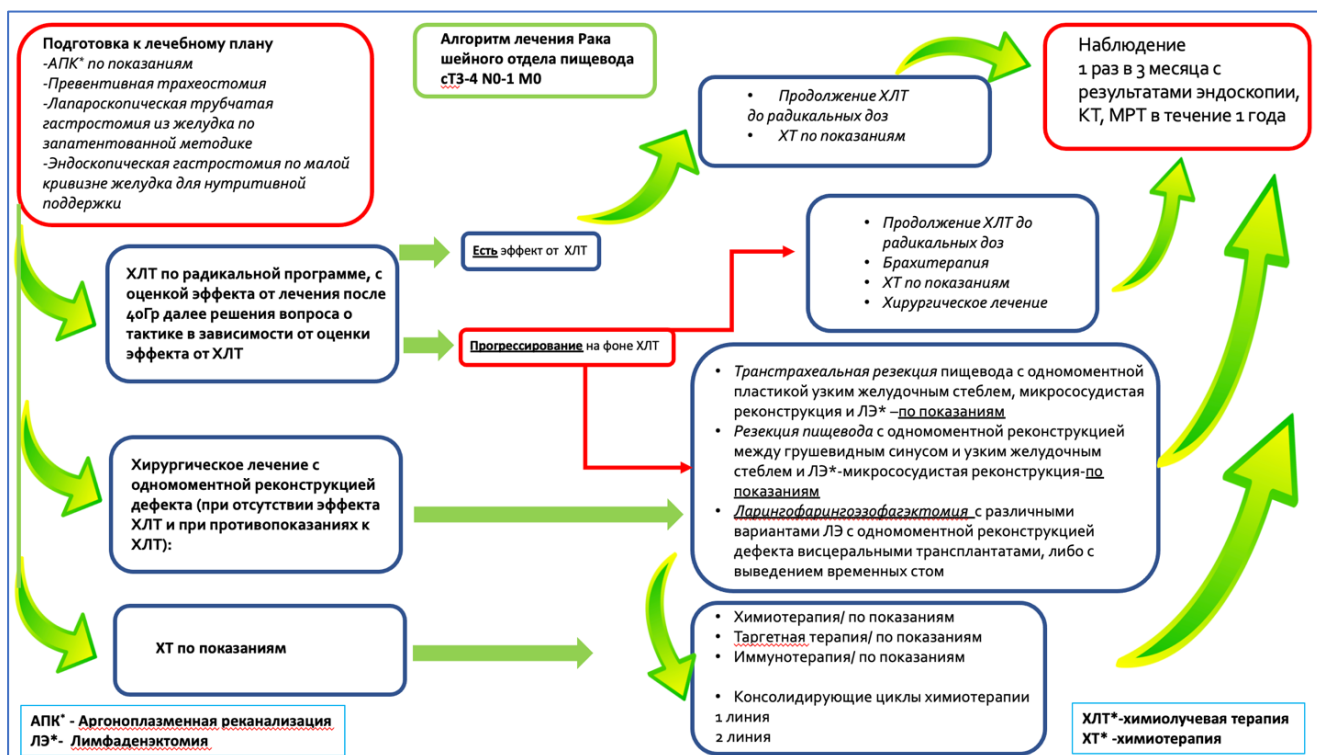 Подготовка к лечебному плану
-АПК* по показаниям
-Превентивная трахеостомия
-Лапароскопическая трубчатая
гастростомия из желудка по
запатентованной методике
-Эндоскопическая гастростомия по малой
кривизне желудка для нутритивной
поддержки
Алгоритм лечения Рака
шейного отдела пищевода
сТ3-4 N0-1 M0
• Продолжение ХЛТ
до радикальных доз
• ХТ по показаниям
Наблюдение
1 раз в 3 месяца с
результатами эндоскопии,
КТ, МРТ в течение 1 года
ХЛТ по радикальной программе, с
оценкой эффекта от лечения после
40Гр далее решения вопроса о
тактике в зависимости от оценки
эффекта от ХЛТ
Есть эффект от ХЛТ
Прогрессирование на фоне ХЛТ
• Продолжение ХЛТ до
радикальных доз
• Брахитерапия
• ХТ по показаниям
• Хирургическое лечение
Хирургическое лечение с
одномоментной реконструкцией
дефекта (при отсутствии эффекта
ХЛТ и при противопоказаниях к
ХЛТ):
• Транстрахеальная резекция пищевода с одномоментной
пластикой узким желудочным стеблем, микрососудистая
реконструкция и ЛЭ* –по показаниям
• Резекция пищевода с одномоментной реконструкцией
между грушевидным синусом и узким желудочным
стеблем и ЛЭ*-микрососудистая реконструкция-по
показаниям
• Ларингофарингоэзофагэктомия с различными
вариантами ЛЭ с одномоментной реконструкцией
дефекта висцеральными трансплантатами, либо с
выведением временных стом
ХТ по показаниям
• Химиотерапия/ по показаниям
• Таргетная терапия/ по показаниям
• Иммунотерапия/ по показаниям
• Консолидирующие циклы химиотерапии
1 линия
2 линия
АПК* - Аргоноплазменная реканализация
ЛЭ*- Лимфаденэктомия
ХЛТ*-химиолучевая терапия
ХТ* -химиотерапия